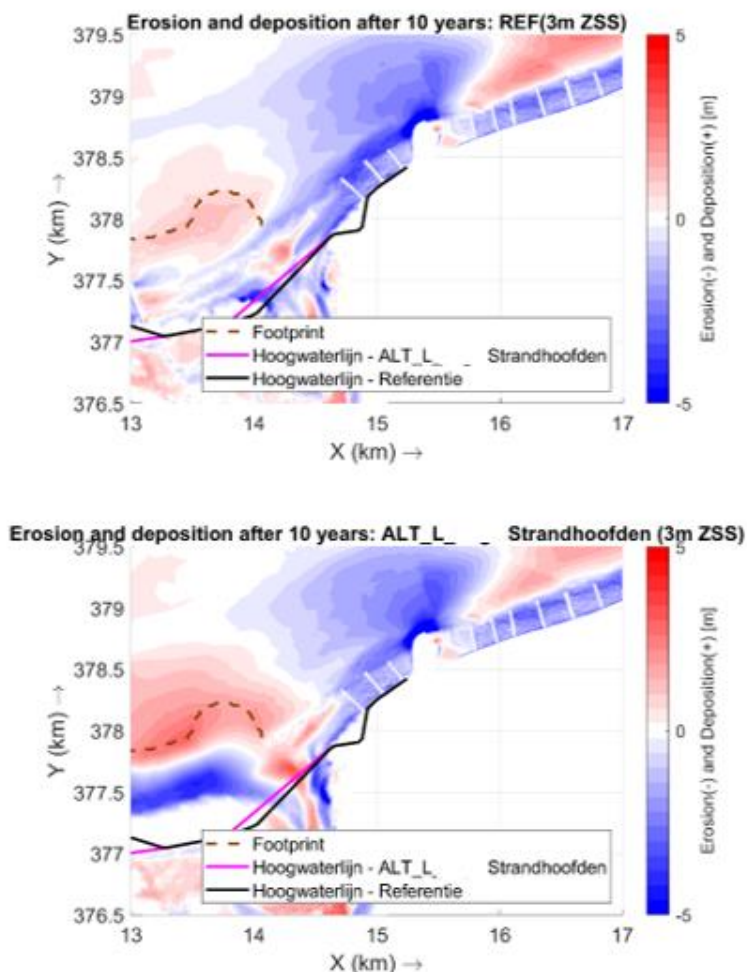 Erosion and deposition after 10 years: REF(3m ZSS)
379.5
379
378.5
378
377.5
377
376.5
Y (km) →
13
14
15
16
17
X (km) →
Footprint
Hoogwaterlijn - ALT_L_ _ Strandhoofden
Hoogwaterlijn - Referentie
5
0
-5
Erosion(-) and Deposition(+) [m]
Erosion and deposition after 10 years: ALT_L_ _ Strandhoofden (3m ZSS)
379.5
379
378.5
378
377.5
377
376.5
Y (km) →
13
14
15
16
17
X (km) →
Footprint
Hoogwaterlijn - ALT_L_ Strandhoofden
Hoogwaterlijn - Referentie
5
0
-5
Erosion(-) and Deposition(+) [m]